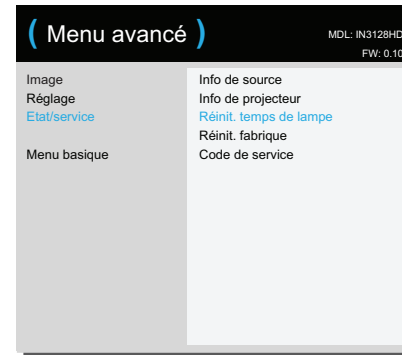 ( Menu avancé )
MDL: IN3128HD
FW: 0.10
Image
Réglage
Etat/service
Menu basique
Info de source
Info de projecteur
Réinit. temps de lampe
Réinit. fabrique
Code de service